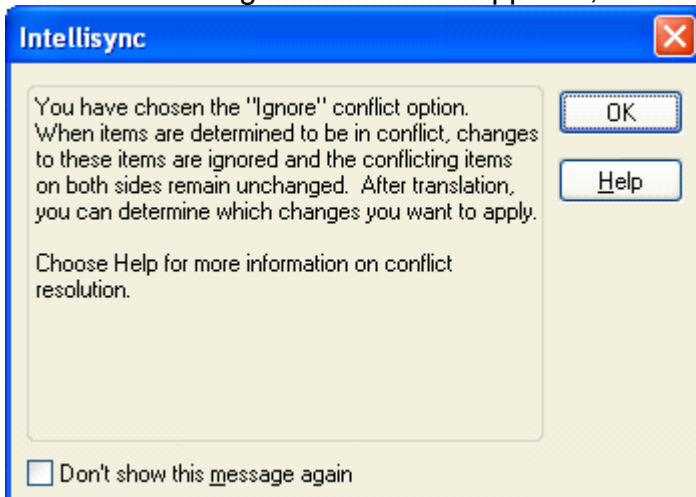 Intellisync
You have chosen the "Ignore" conflict option.
When items are determined to be in conflict, changes
to these items are ignored and the conflicting items
on both sides remain unchanged.  After translation,
you can determine which changes you want to apply.
Choose Help for more information on conflict
resolution.
OK
Help
Don't show this message again